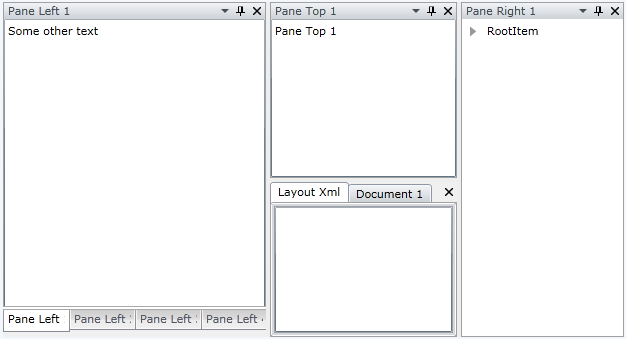 Pane Left 1
Some other text
Pane Left
Pane Left
Pane Left
Pane Left
Pane Top 1
Pane Top 1
Layout Xml
Document 1
Pane Right 1
RootItem